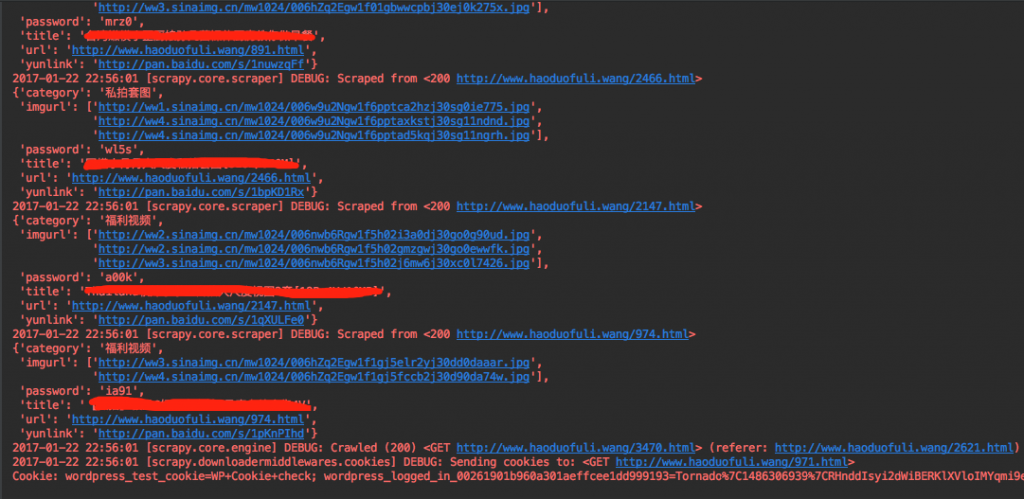 'http://ww3.sinaimg.cn/mw1024/006hZq2Egw1f01gbwwcpbj30ej0k275x.jpg'],
'password': 'mrz0',
'title': '
'url': 'http://www.haoduofuli.wang/891.html',
'yunlink': 'http://pan.baidu.com/s/1nuwzqFf'}
2017-01-22 22:56:01 [scrapy.core.scraper] DEBUG: Scraped from <200 http://www.haoduofuli.wang/2466.html>
{'category': '私拍套图',
'imgurl': ['http://ww1.sinaimg.cn/mw1024/006w9u2Ngw1f6pptca2hzj30sg0ie775.jpg',
'http://ww4.sinaimg.cn/mw1024/006w9u2Ngw1f6pptaxkstj30sg11ndnd.jpg',
'http://ww4.sinaimg.cn/mw1024/006w9u2Ngw1f6pptad5kqj30sg11ngrh.jpg'],
'password': 'wl5s',
'title': '
'url': 'http://www.haoduofuli.wang/2466.html',
'yunlink': 'http://pan.baidu.com/s/1bpKD1Rx'}
2017-01-22 22:56:01 [scrapy.core.scraper] DEBUG: Scraped from <200 http://www.haoduofuli.wang/2147.html>
{'category': '福利视频',
'imgurl': ['http://ww2.sinaimg.cn/mw1024/006nwb6Rgw1f5h02i3a0dj30go0g90ud.jpg',
'http://ww2.sinaimg.cn/mw1024/006nwb6Rgw1f5h02gmzgwj30go0ewwfk.jpg',
'http://ww3.sinaimg.cn/mw1024/006nwb6Rgw1f5h02j6mw6j30xc0l7426.jpg'],
'password': 'a00k',
'title': '
'url': 'http://www.haoduofuli.wang/2147.html',
'yunlink': 'http://pan.baidu.com/s/1qXULFe0'}
2017-01-22 22:56:01 [scrapy.core.scraper] DEBUG: Scraped from <200 http://www.haoduofuli.wang/974.html>
{'category': '福利视频',
'imgurl': ['http://ww3.sinaimg.cn/mw1024/006hZq2Egw1f1gj5elr2vj30dd0daaar.jpg',
'http://ww4.sinaimg.cn/mw1024/006hZq2Egw1f1gj5fccb2j30d90da74w.jpg'],
'password': 'ia91',
'title': '
'url': 'http://www.haoduofuli.wang/974.html',
'yunlink': 'http://pan.baidu.com/s/1pKnPIhd'}
2017-01-22 22:56:01 [scrapy.core.engine] DEBUG: Crawled (200) <GET http://www.haoduofuli.wang/3470.html> (referer: http://www.haoduofuli.wang/2621.html)
2017-01-22 22:56:01 [scrapy.downloadermiddlewares.cookies] DEBUG: Sending cookies to: <GET http://www.haoduofuli.wang/971.html>
Cookie: wordpress_test_cookie=WP+Cookie+check; wordpress_logged_in_00261901b960a301aeffcee1dd999193=Tornado%7C1486306939%7CRHnddIsyi2dWiBERKlXVloIMYqmi9e